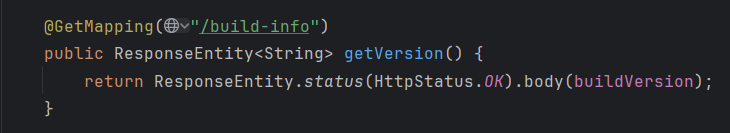 @GetMapping("/build-info")
public ResponseEntity<String> getVersion() {
    return ResponseEntity.status(HttpStatus.OK).body(buildVersion);
}